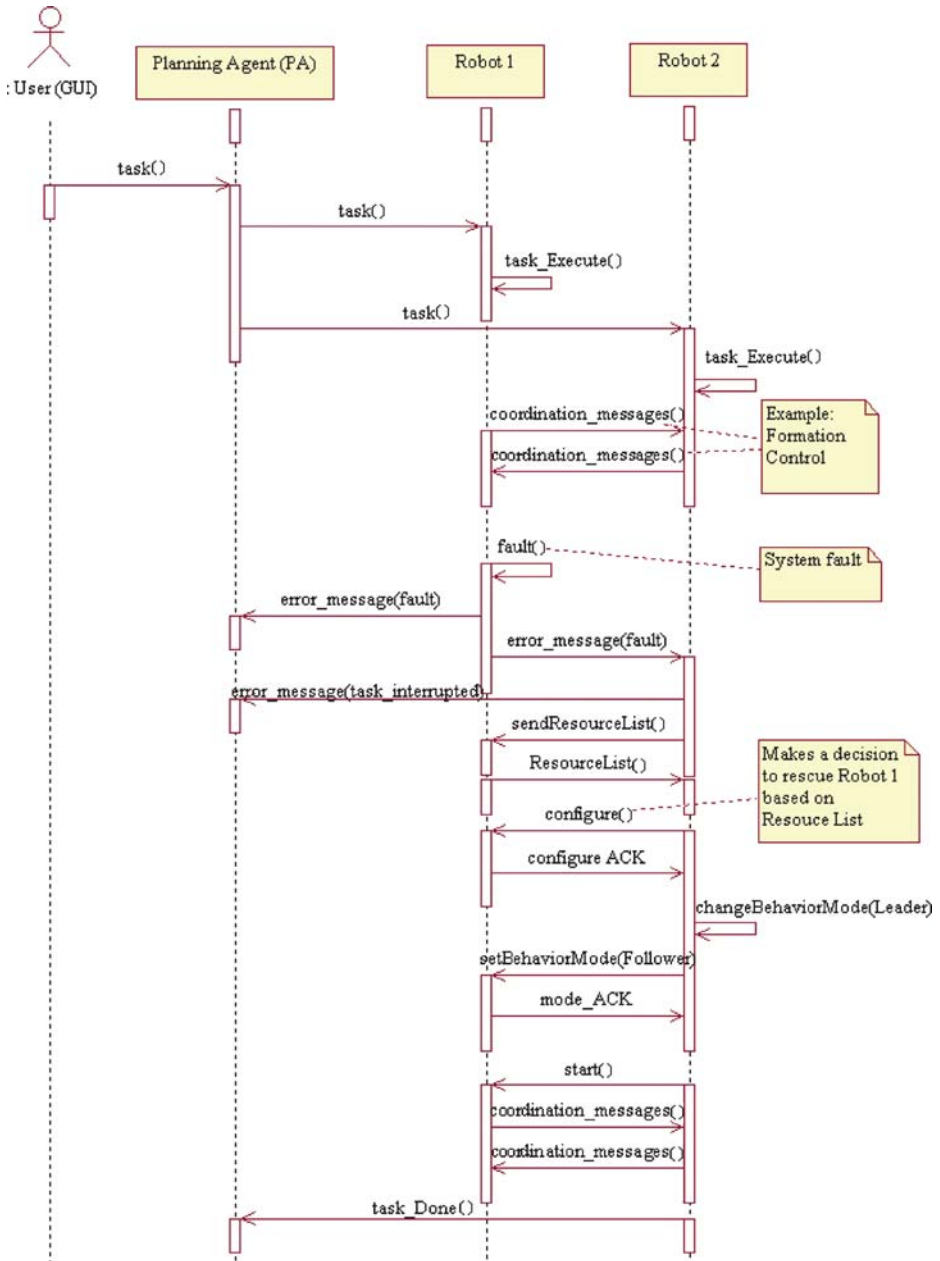 : User (GUI)
Planning Agent (PA)
Robot 1
Robot 2
task()
task()
task_Execute()
task()
task_Execute()
coordination_messages()
Example:
Formation
Control
coordination_messages()
fault()
System fault
error_message(fault)
error_message(fault)
error_message(task_interrupted)
sendResourceList()
ResourceList()
Makes a decision
to rescue Robot 1
based on
Resouce List
configure()
configure ACK
changeBehaviorMode(Leader)
setBehaviorMode(Follower)
mode_ACK
start()
coordination_messages()
coordination_messages()
task_Done()